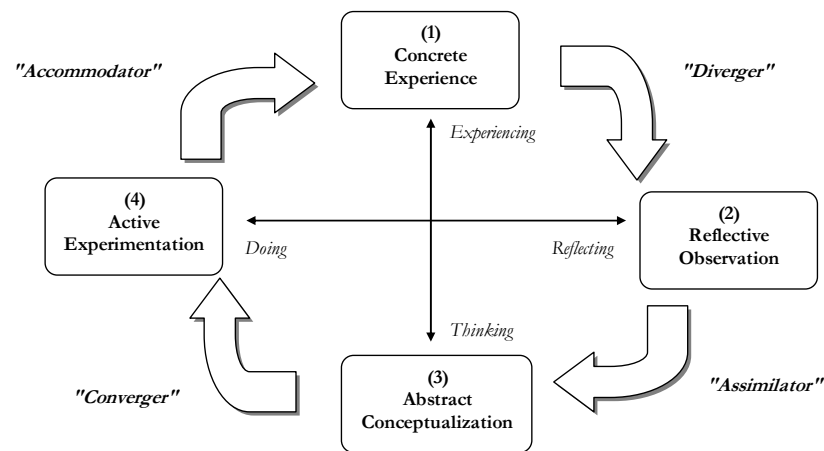 (1)
Concrete
Experience
"Accommodator"
"Diverger"
Experiencing
(4)
Active
Experimentation
(2)
Reflective
Observation
Doing
Reflecting
Thinking
(3)
Abstract
Conceptualization
"Converger"
"Assimilator"